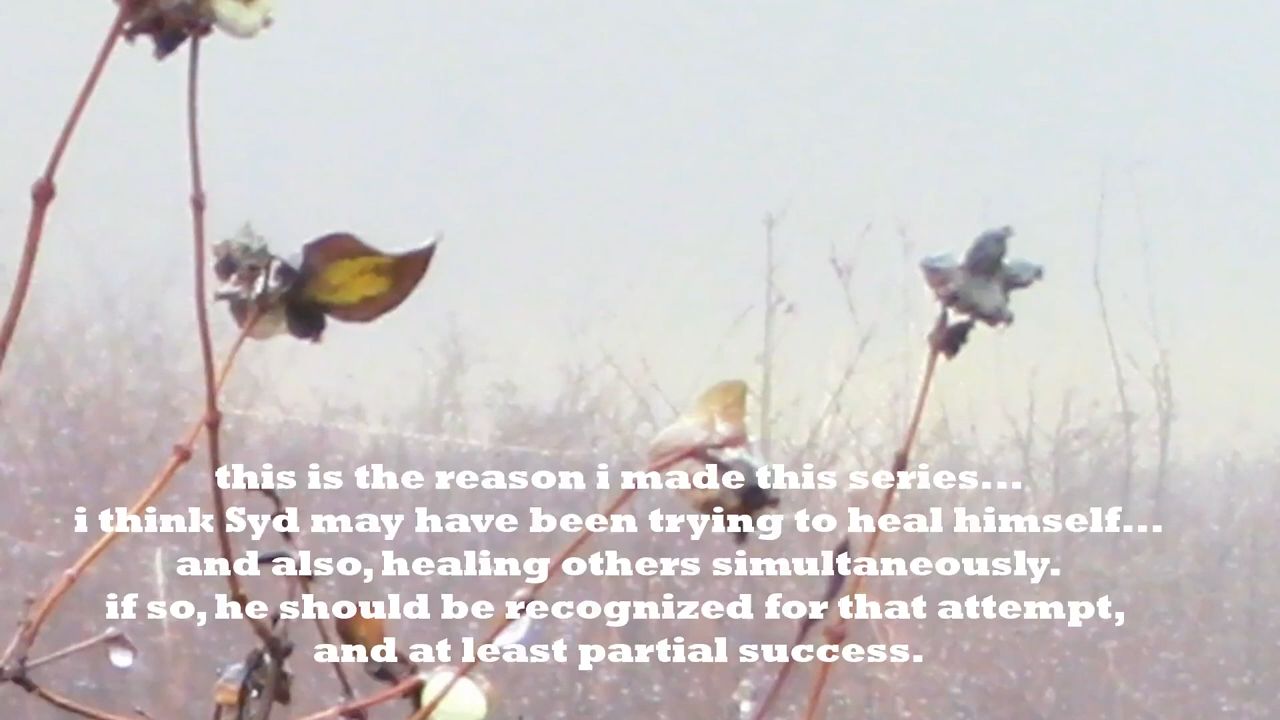 this is the reason i made this series...
i think Syd may have been trying to heal himself...
and also, healing others simultaneously.
if so, he should be recognized for that attempt,
and at least partial success.